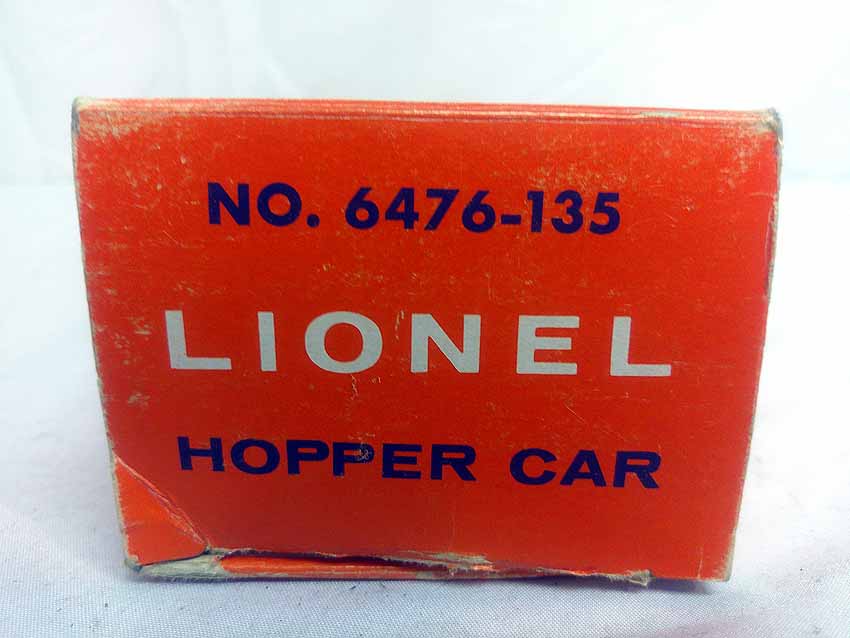 NO. 6476-135
LIONEL
HOPPER CAR